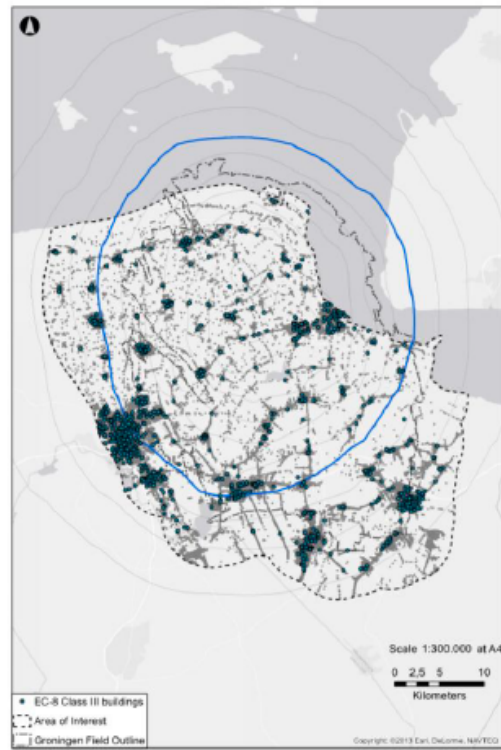 Scale 1:300.000 at A4
0 2,5 5 10
Kilometers
EC-8 Class III buildings
Area of Interest
Groningen Field Outline
Copyright:©2013 Esri, DeLorme, NAVTEQ